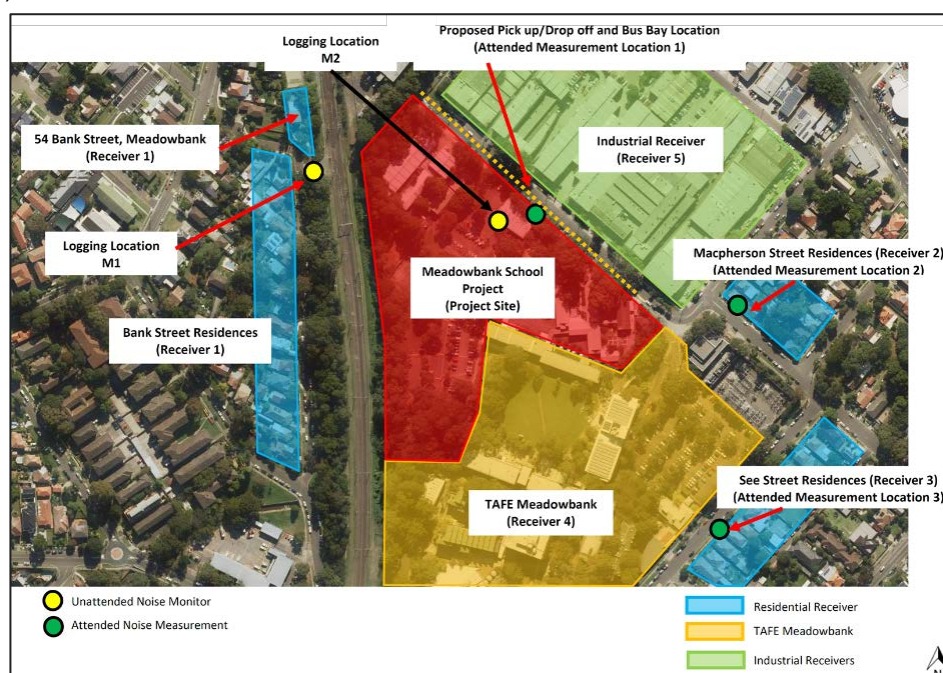 Logging Location
M2
Proposed Pick up/Drop off and Bus Bay Location
(Attended Measurement Location 1)
54 Bank Street, Meadowbank
(Receiver 1)
Industrial Receiver
(Receiver 5)
Logging Location
M1
Macpherson Street Residences (Receiver 2)
(Attended Measurement Location 2)
Meadowbank School
Project
(Project Site)
Bank Street Residences
(Receiver 1)
See Street Residences (Receiver 3)
(Attended Measurement Location 3)
TAFE Meadowbank
(Receiver 4)
Unattended Noise Monitor
Attended Noise Measurement
Residential Receiver
TAFE Meadowbank
Industrial Receivers
N